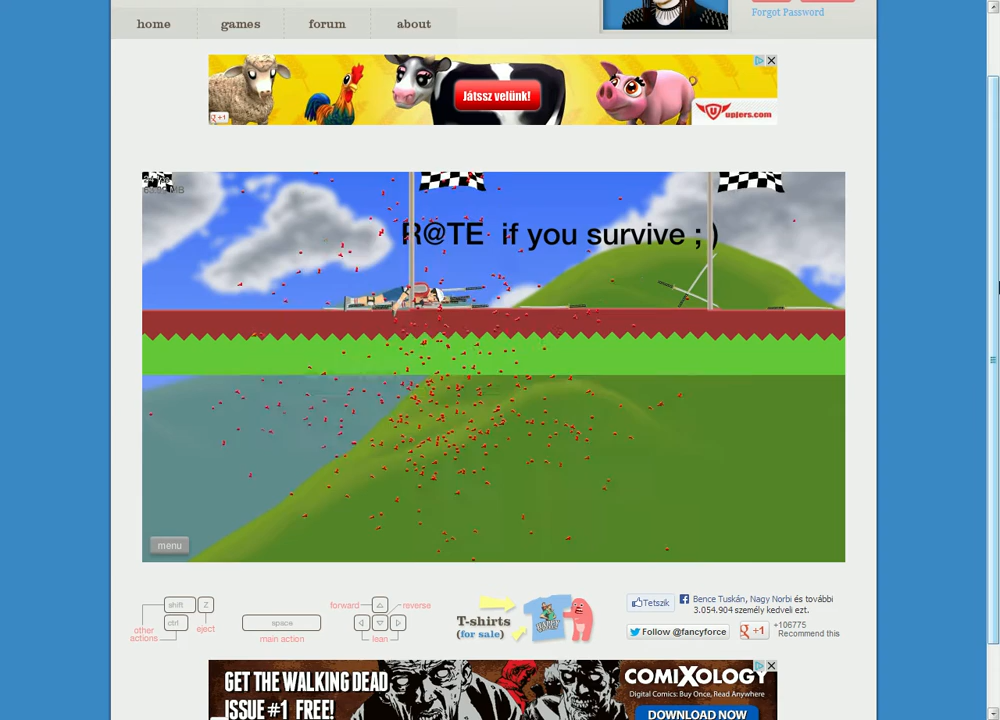 home games forum about
Forgot Password
Játssz velünk!
upjers.com
+1
R@TE if you survive ; )
menu
shift Z
ctrl
other
actions
eject
space
main action
forward reverse
lean
T-shirts
(for sale)
Tetszik Bence Tuskán, Nagy Norbi és további
3.054.904 személy kedveli ezt.
Follow @fancyforce
+1 +106775
Recommend this
GET THE WALKING DEAD
ISSUE #1 FREE!
COMIXOLOGY
Digital Comics: Buy Once, Read Anywhere
DOWNLOAD NOW